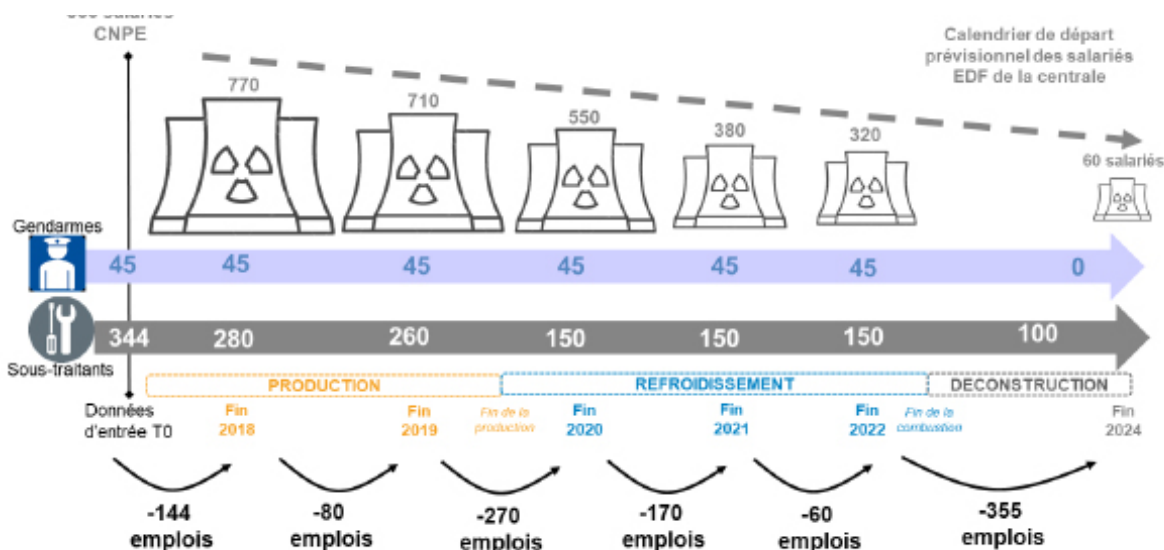 CNPE
Calendrier de départ
prévisionnel des salariés
EDF de la centrale
770
710
550
380
320
60 salariés
Gendarmes
45
45
45
45
45
45
0
344
280
260
150
150
150
100
Sous-traitants
PRODUCTION
REFROIDISSEMENT
DECONSTRUCTION
Données
d'entrée T0
Fin
2018
Fin
2019
Fin de la
production
Fin
2020
Fin
2021
Fin
2022
Fin de la
combustion
Fin
2024
-144
emplois
-80
emplois
-270
emplois
-170
emplois
-60
emplois
-355
emplois